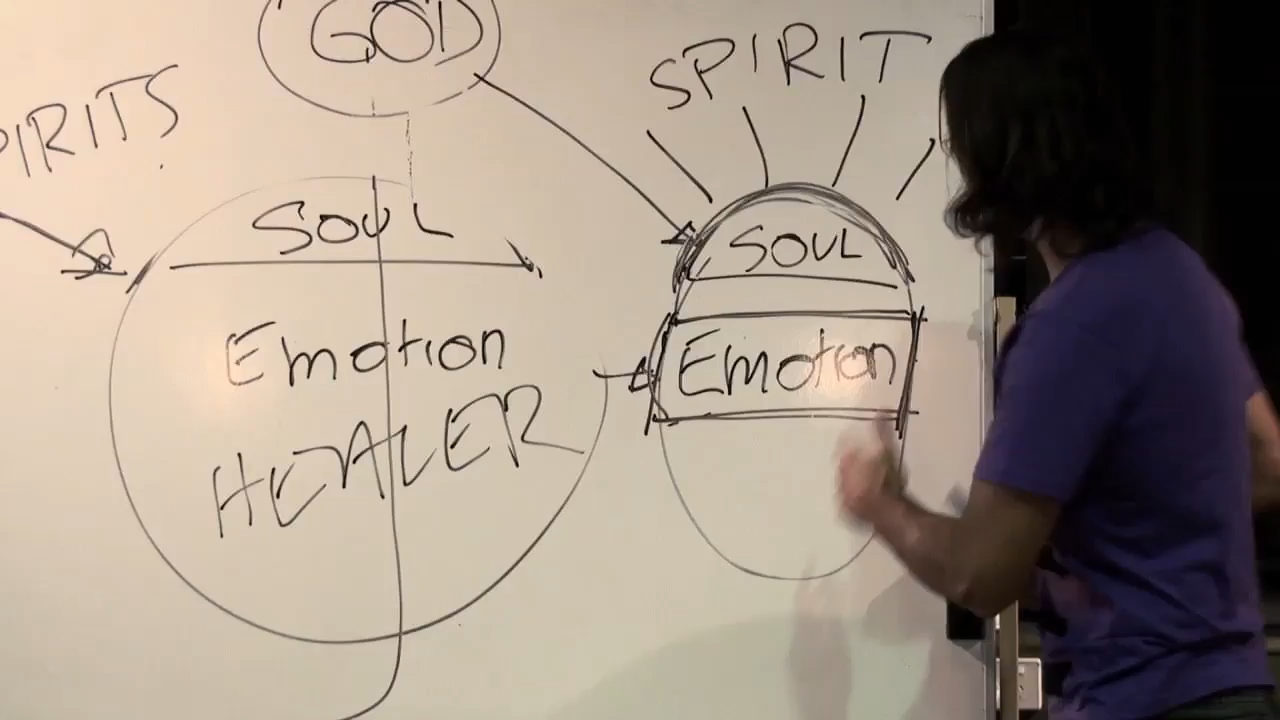 GOD
SPIRIT
PIRITS
SOUL
SOUL
Emotion
Emotion
HEALER